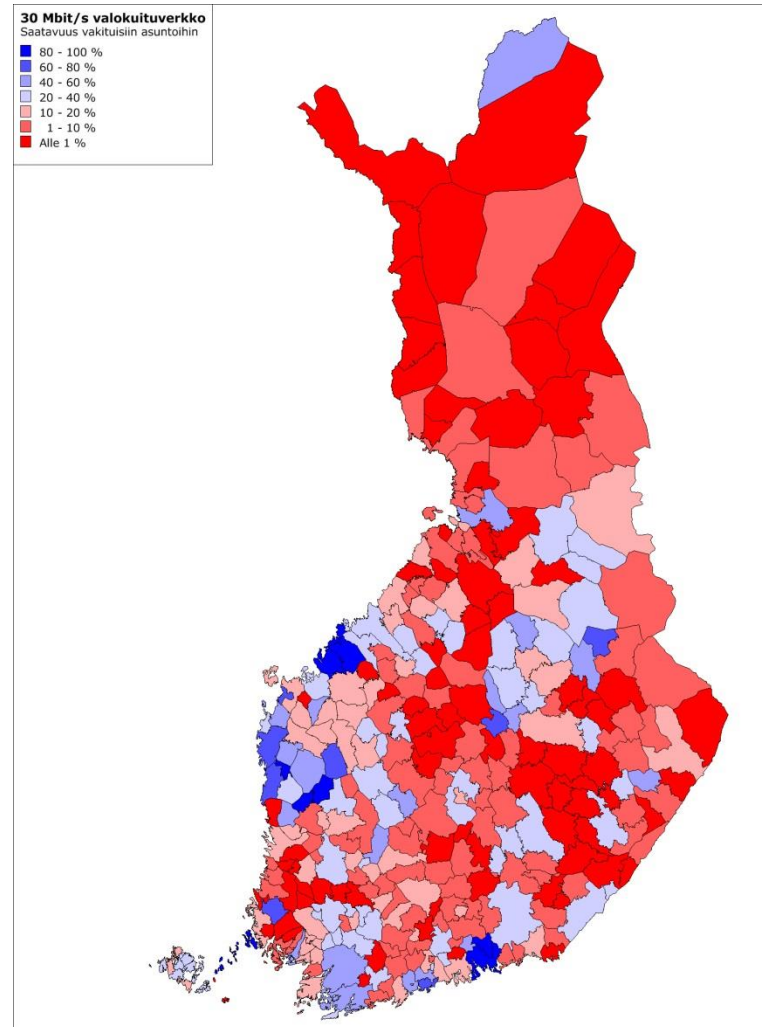 30 Mbit/s valokuituverkko
Saatavuus vakituisiin asuntoihin
80 - 100 %
60 - 80 %
40 - 60 %
20 - 40 %
10 - 20 %
1 - 10 %
Alle 1 %